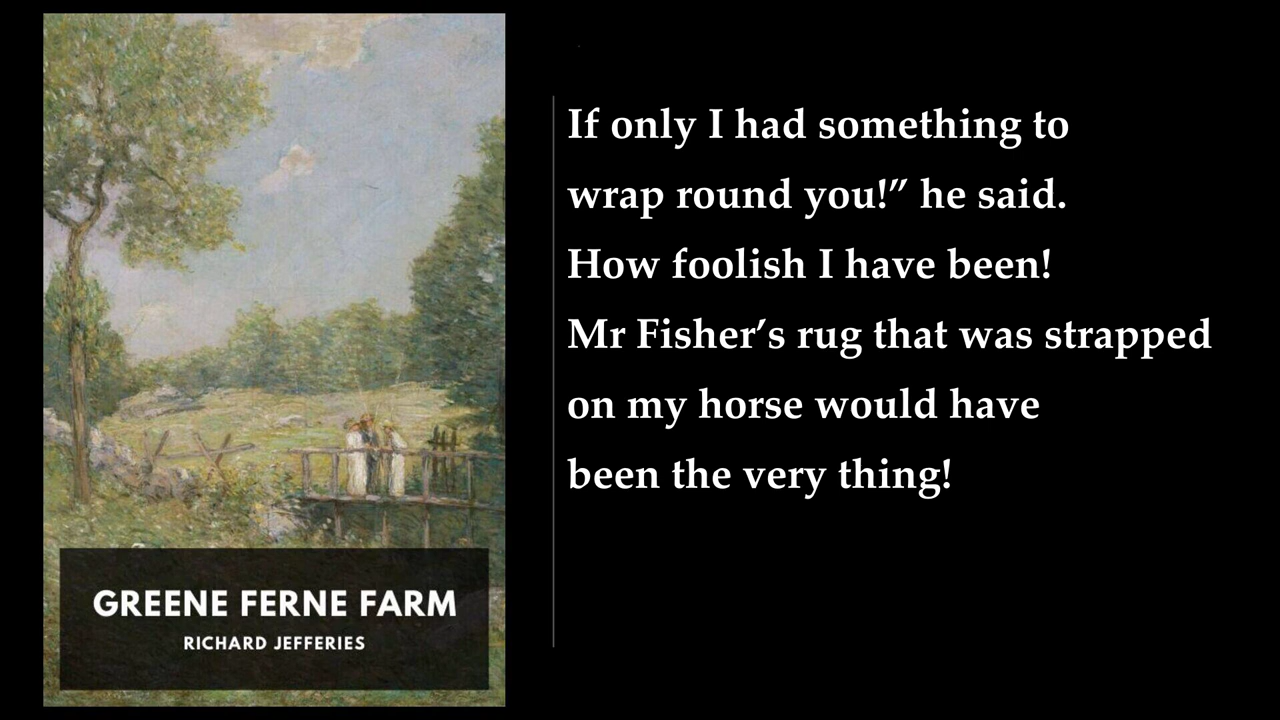 GREENE FERNE FARM
RICHARD JEFFERIES
If only I had something to
wrap round you!” he said.
How foolish I have been!
Mr Fisher’s rug that was strapped
on my horse would have
been the very thing!